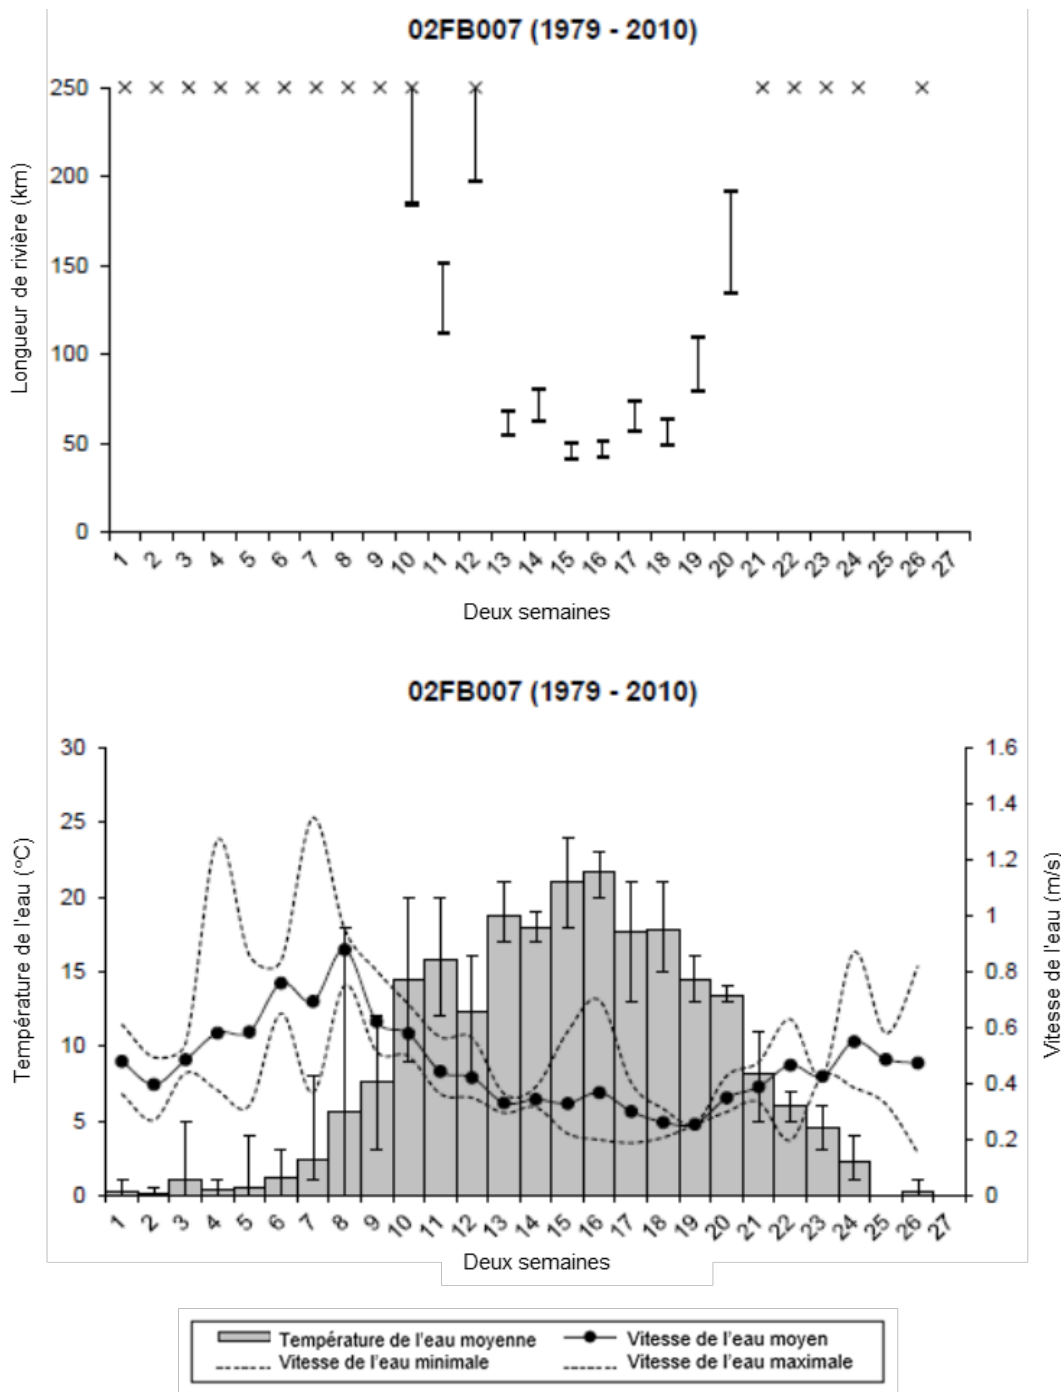 02FB007 (1979 - 2010)
250
200
150
100
50
0
Longueur de rivière (km)
1 2 3 4 5 6 7 8 9 10 11 12 13 14 15 16 17 18 19 20 21 22 23 24 25 26 27
Deux semaines
02FB007 (1979 - 2010)
30
25
20
15
10
5
0
Température de l'eau (°C)
1.6
1.4
1.2
1
0.8
0.6
0.4
0.2
0
Vitesse de l'eau (m/s)
1 2 3 4 5 6 7 8 9 10 11 12 13 14 15 16 17 18 19 20 21 22 23 24 25 26 27
Deux semaines
Température de l'eau moyenne Vitesse de l'eau moyen
Vitesse de l'eau minimale Vitesse de l'eau maximale